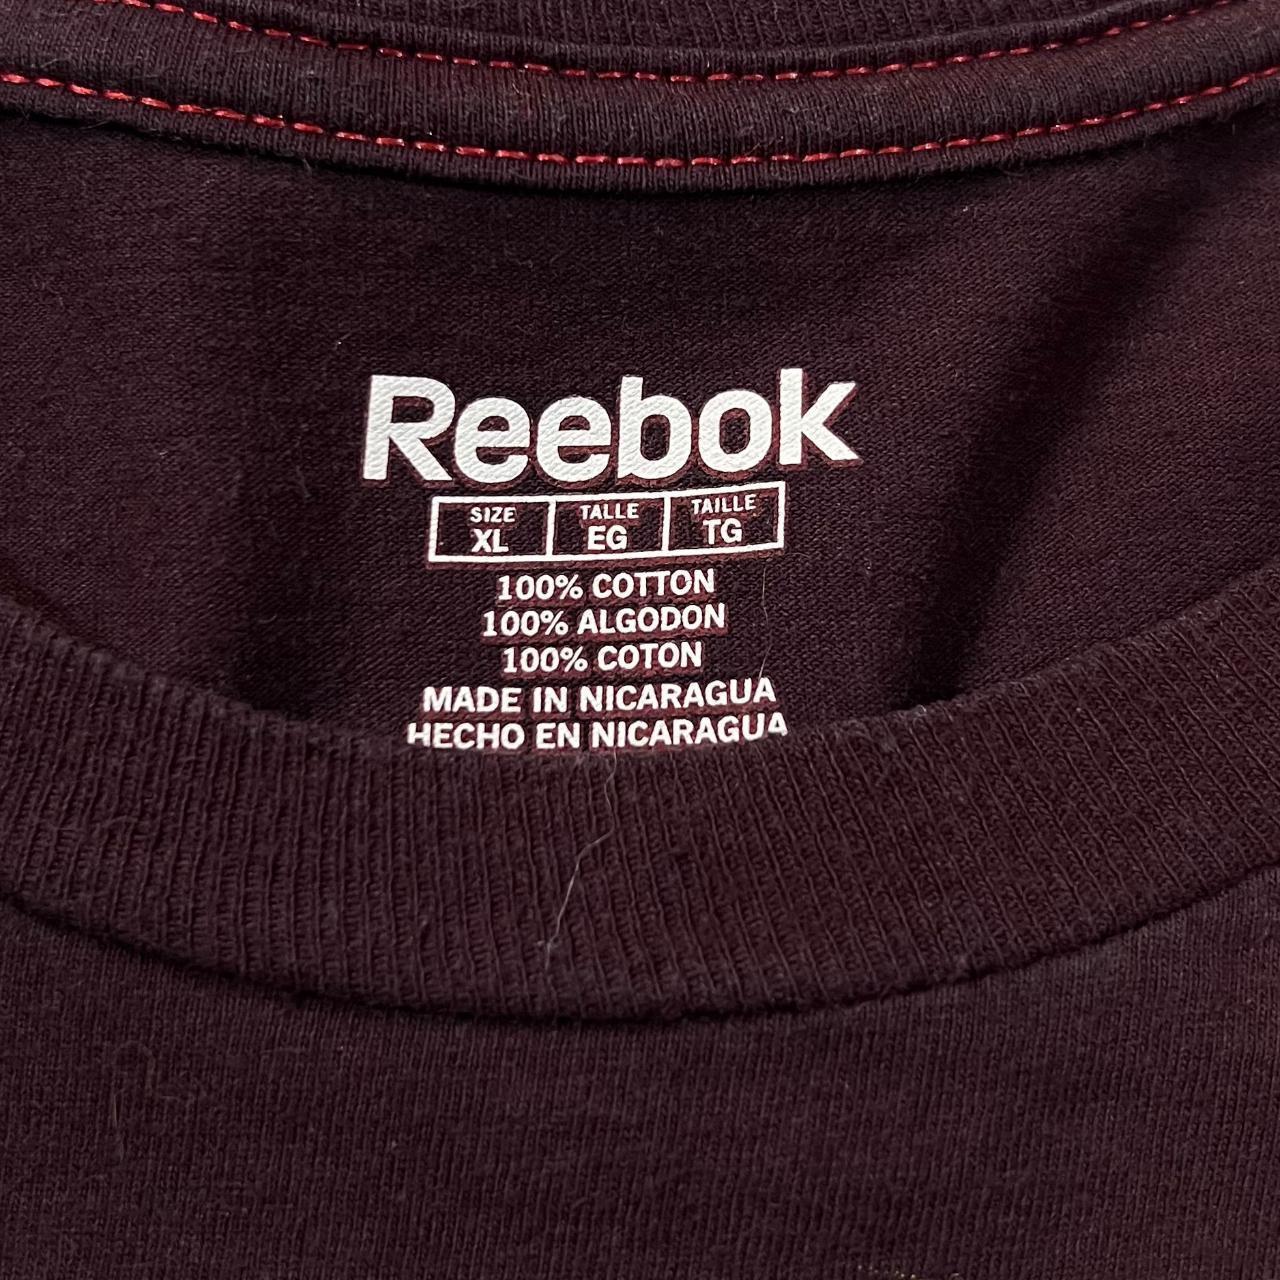 Reebok
SIZE TALLE TAILLE
XL EG TG
100% COTTON
100% ALGODON
100% COTON
MADE IN NICARAGUA
HECHO EN NICARAGUA